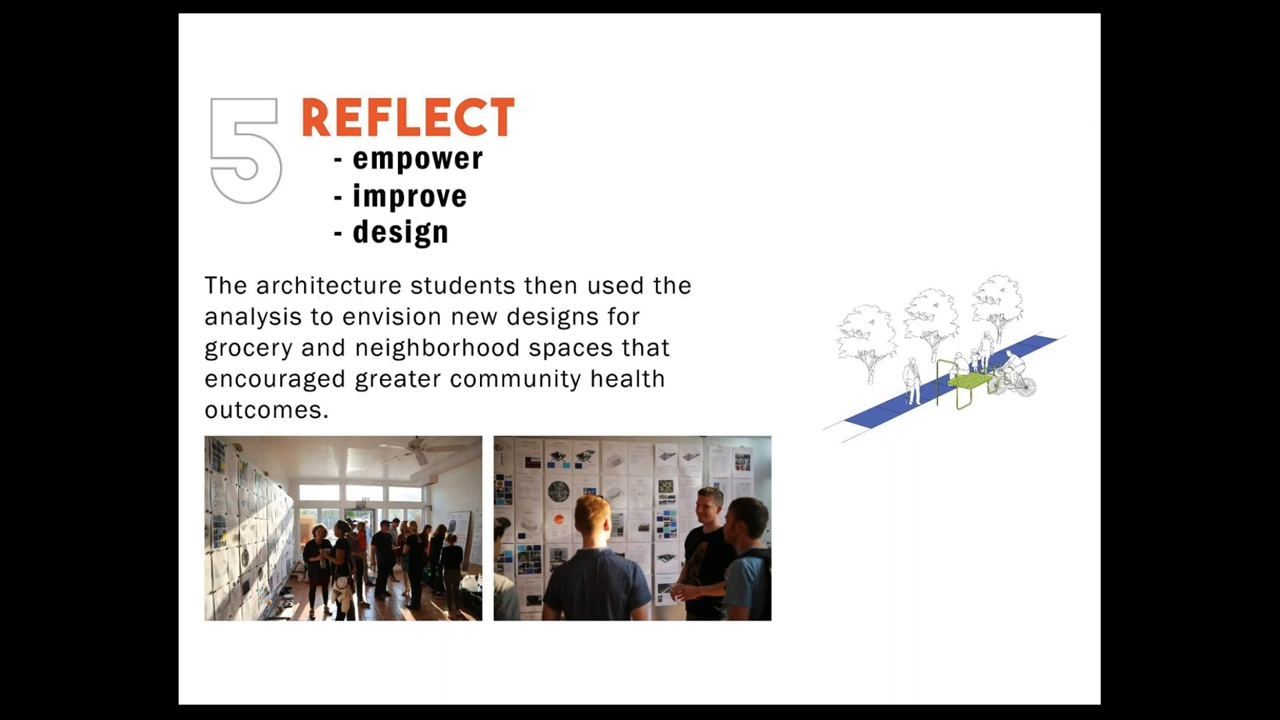 5 REFLECT
- empower
- improve
- design
The architecture students then used the
analysis to envision new designs for
grocery and neighborhood spaces that
encouraged greater community health
outcomes.